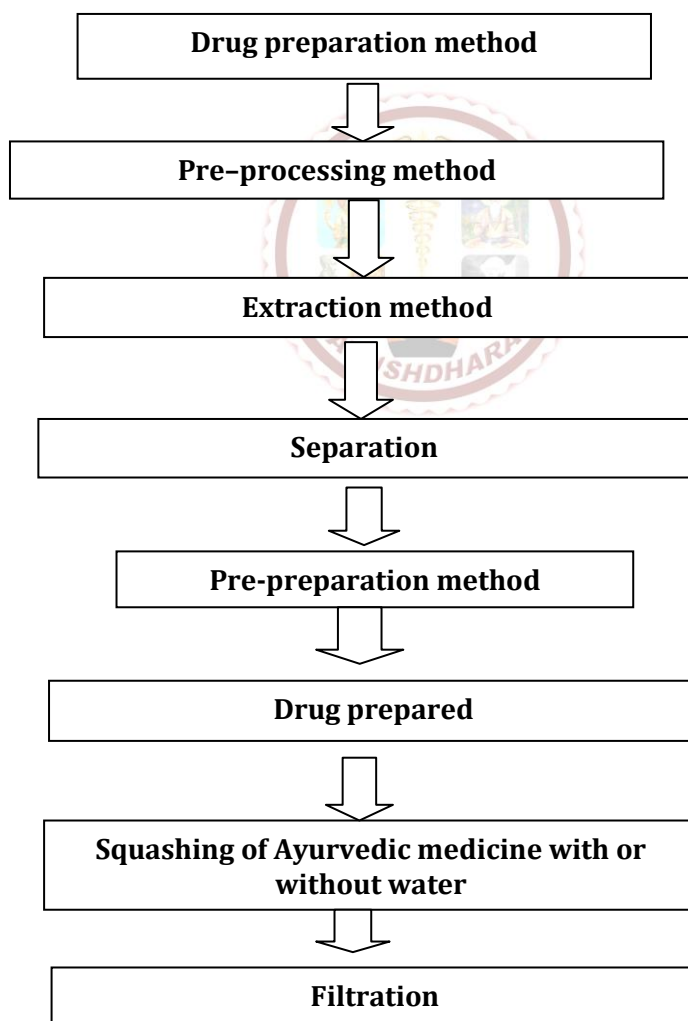 Drug preparation method
Pre–processing method
Extraction method
ISHDHARA
Separation
Pre-preparation method
Drug prepared
Squashing of Ayurvedic medicine with or
without water
Filtration